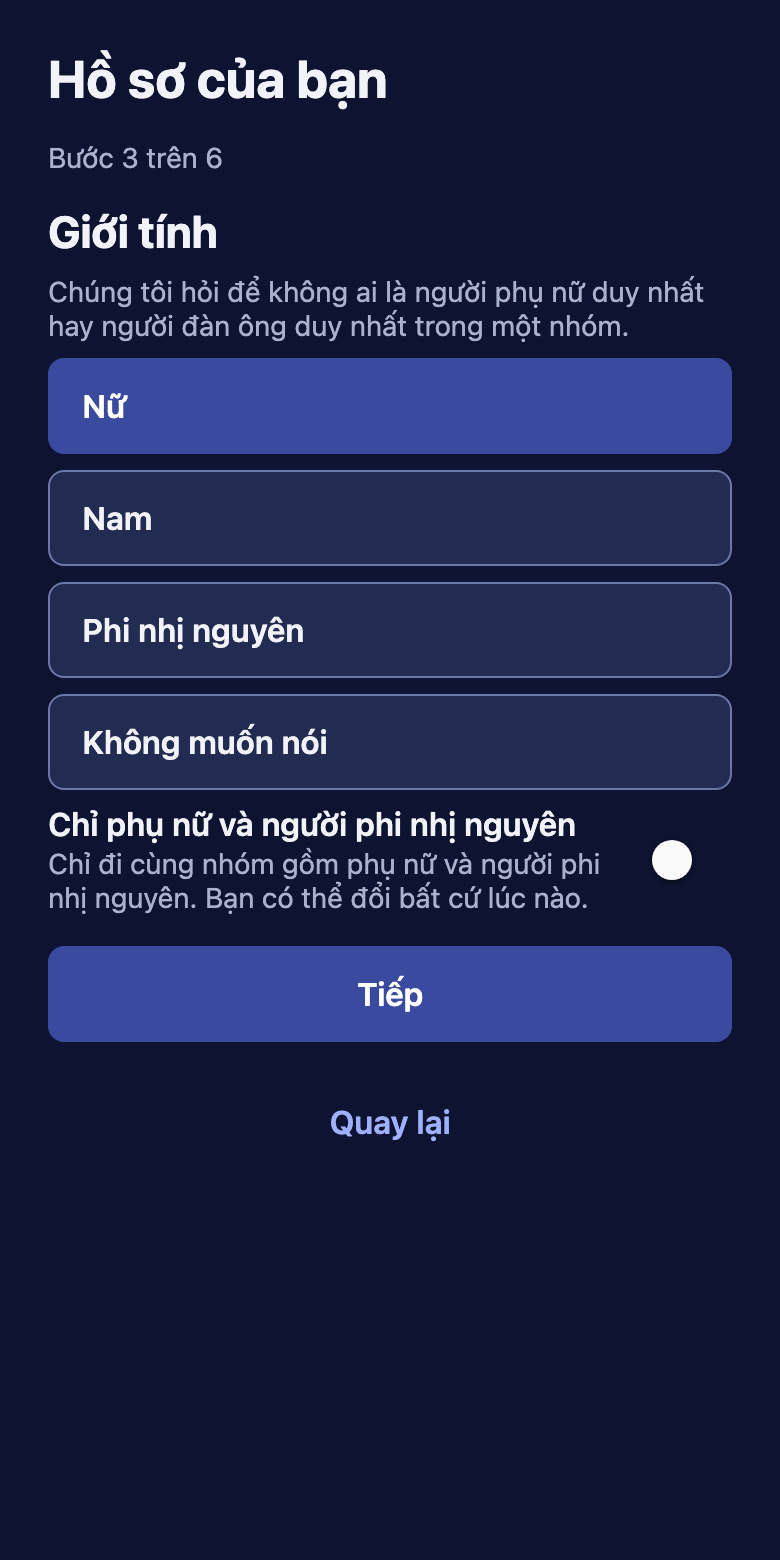 Hồ sơ của bạn
Bước 3 trên 6
Giới tính
Chúng tôi hỏi để không ai là người phụ nữ duy nhất
hay người đàn ông duy nhất trong một nhóm.
Nữ
Nam
Phi nhị nguyên
Không muốn nói
Chỉ phụ nữ và người phi nhị nguyên
Chỉ đi cùng nhóm gồm phụ nữ và người phi
nhị nguyên. Bạn có thể đổi bất cứ lúc nào.
Tiếp
Quay lại